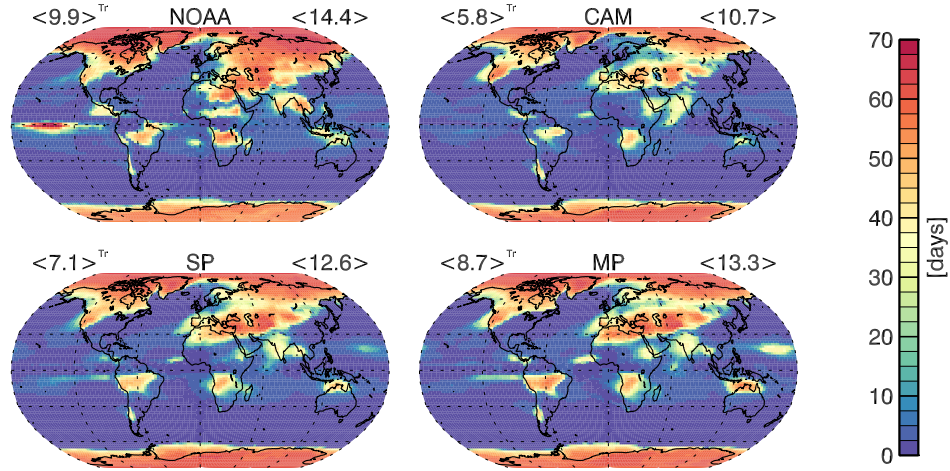 <9.9>Tr NOAA <14.4>
<5.8>Tr CAM <10.7>
<7.1>Tr SP <12.6>
<8.7>Tr MP <13.3>
70
60
50
40
30
20
10
0
[days]